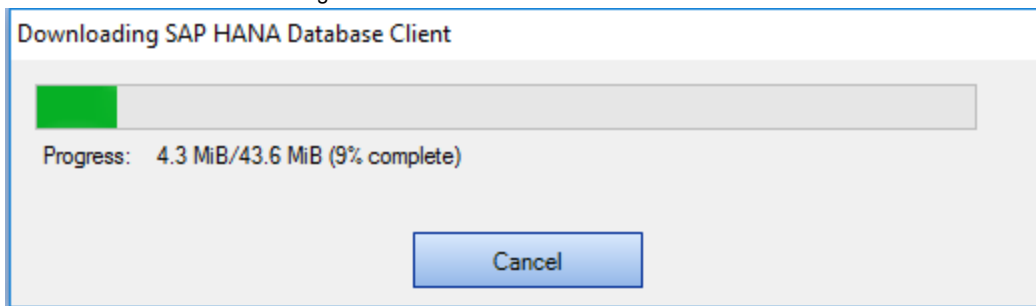 Downloading SAP HANA Database Client
Progress: 4.3 MiB/43.6 MiB (9% complete)
Cancel